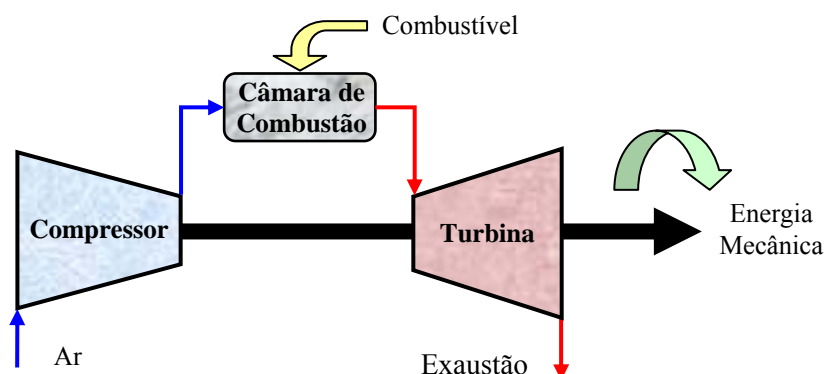 Combustível
Câmara de
Combustão
Compressor
Turbina
Energia
Mecânica
Ar
Exaustão